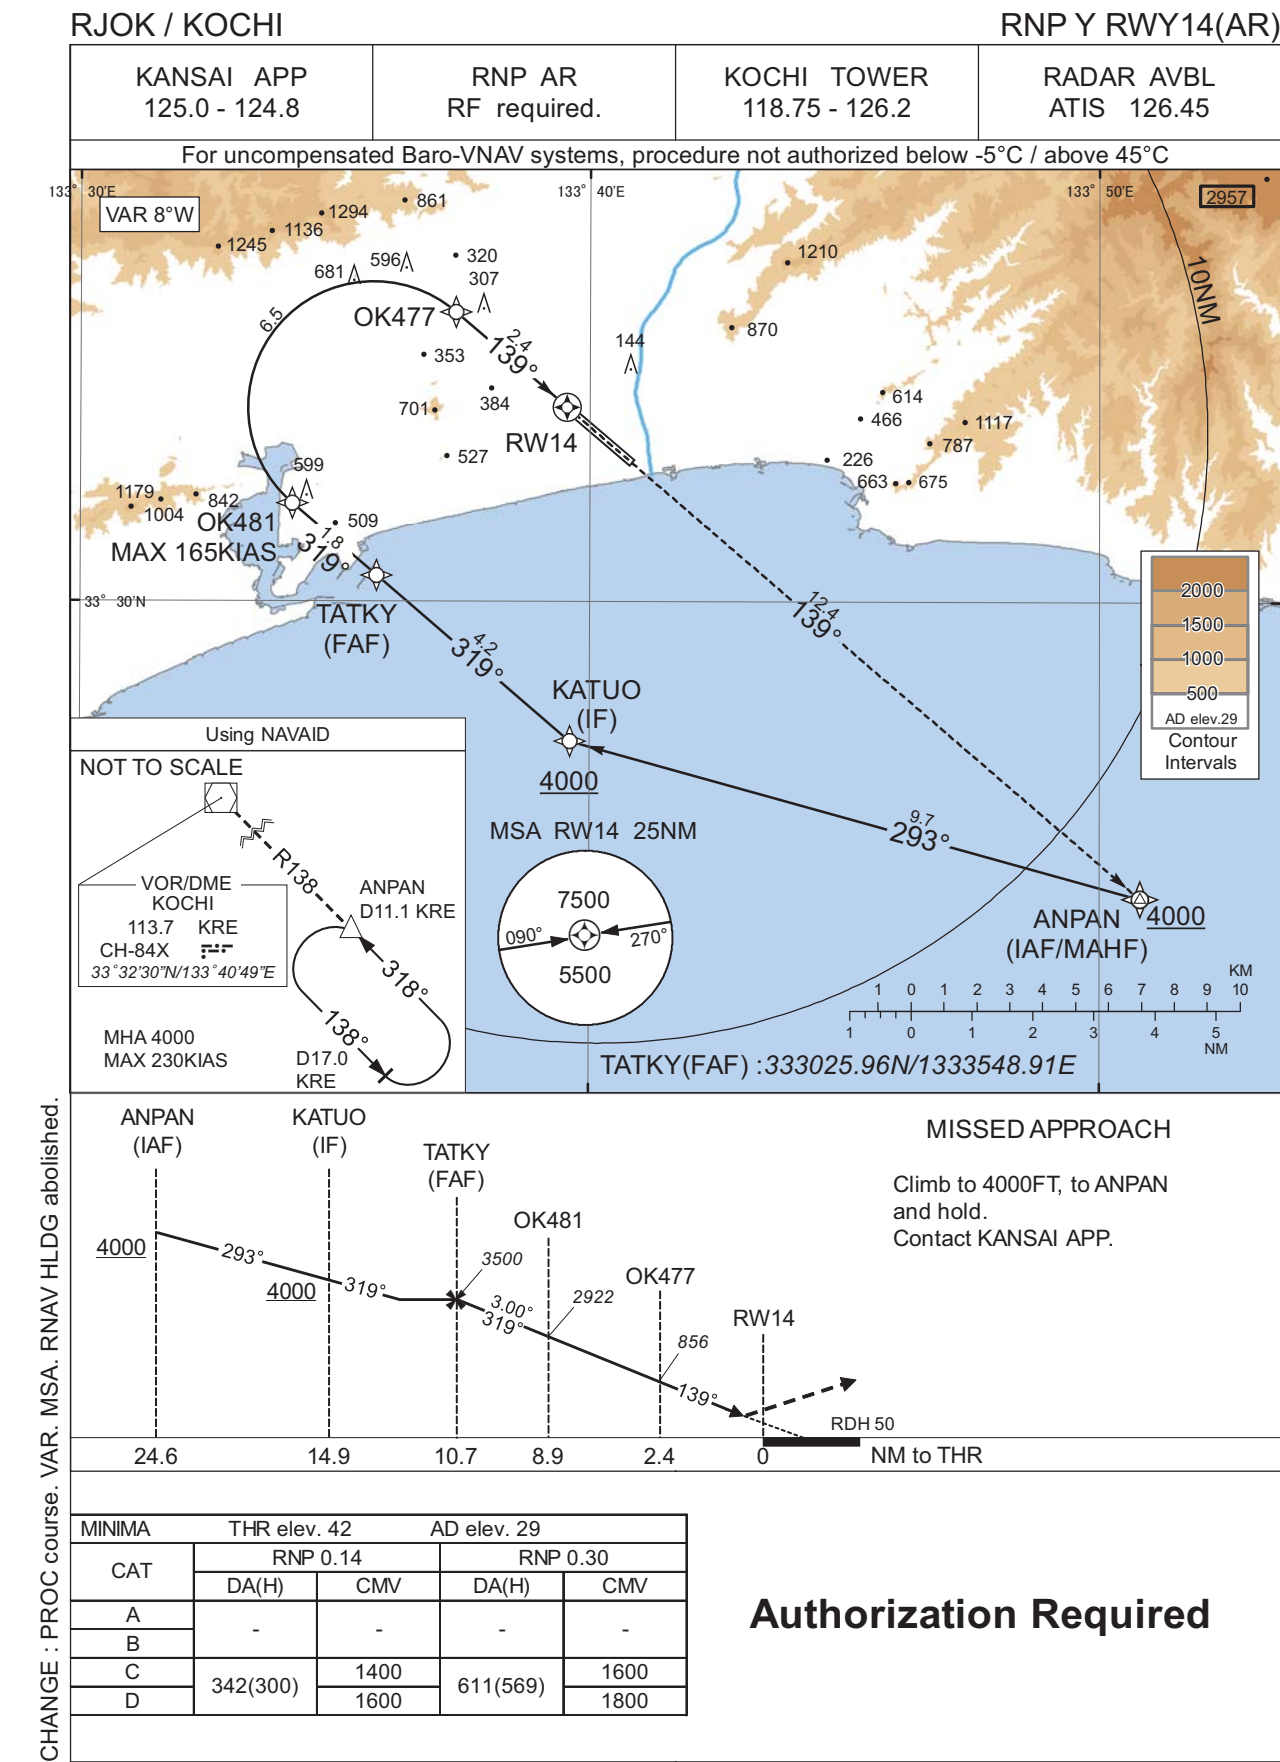 RJOK / KOCHI
RNP Y RWY14(AR)
KANSAI APP
125.0 - 124.8
RNP AR
RF required.
KOCHI TOWER
118.75 - 126.2
RADAR AVBL
ATIS 126.45
For uncompensated Baro-VNAV systems, procedure not authorized below -5°C / above 45°C
133° 30'E
133° 40'E
133° 50'E
VAR 8°W
2957
861
1294
1136
1245
596
681
320
307
1210
10NM
6.5
OK477
2.4
139°
870
144
353
384
701
614
466
1117
RW14
787
527
226
599
663
675
1179
842
1004
OK481
509
MAX 165KIAS
1.8
319°
33° 30'N
TATKY
(FAF)
12.4
139°
4.2
319°
2000
1500
1000
500
AD elev.29
Contour
Intervals
KATUO
(IF)
4000
9.7
293°
ANPAN
(IAF/MAHF)
4000
Using NAVAID
NOT TO SCALE
R138
VOR/DME
KOCHI
113.7 KRE
CH-84X
33°32'30"N/133°40'49"E
ANPAN
D11.1 KRE
318°
138°
MHA 4000
MAX 230KIAS
D17.0
KRE
MSA RW14 25NM
7500
090°
270°
5500
KM
1 0 1 2 3 4 5 6 7 8 9 10
1 0 1 2 3 4 5
NM
TATKY(FAF) :333025.96N/1333548.91E
ANPAN
(IAF)
KATUO
(IF)
TATKY
(FAF)
OK481
OK477
RW14
4000
293°
4000
319°
3500
3.00°
319°
2922
856
139°
RDH 50
24.6
14.9
10.7
8.9
2.4
0
NM to THR
MISSED APPROACH
Climb to 4000FT, to ANPAN
and hold.
Contact KANSAI APP.
CHANGE : PROC course. VAR. MSA. RNAV HLDG abolished.
MINIMA THR elev. 42 AD elev. 29
CAT RNP 0.14 RNP 0.30
DA(H) CMV DA(H) CMV
A - - - -
B
C 342(300) 1400 611(569) 1600
D 1600 1800
Authorization Required